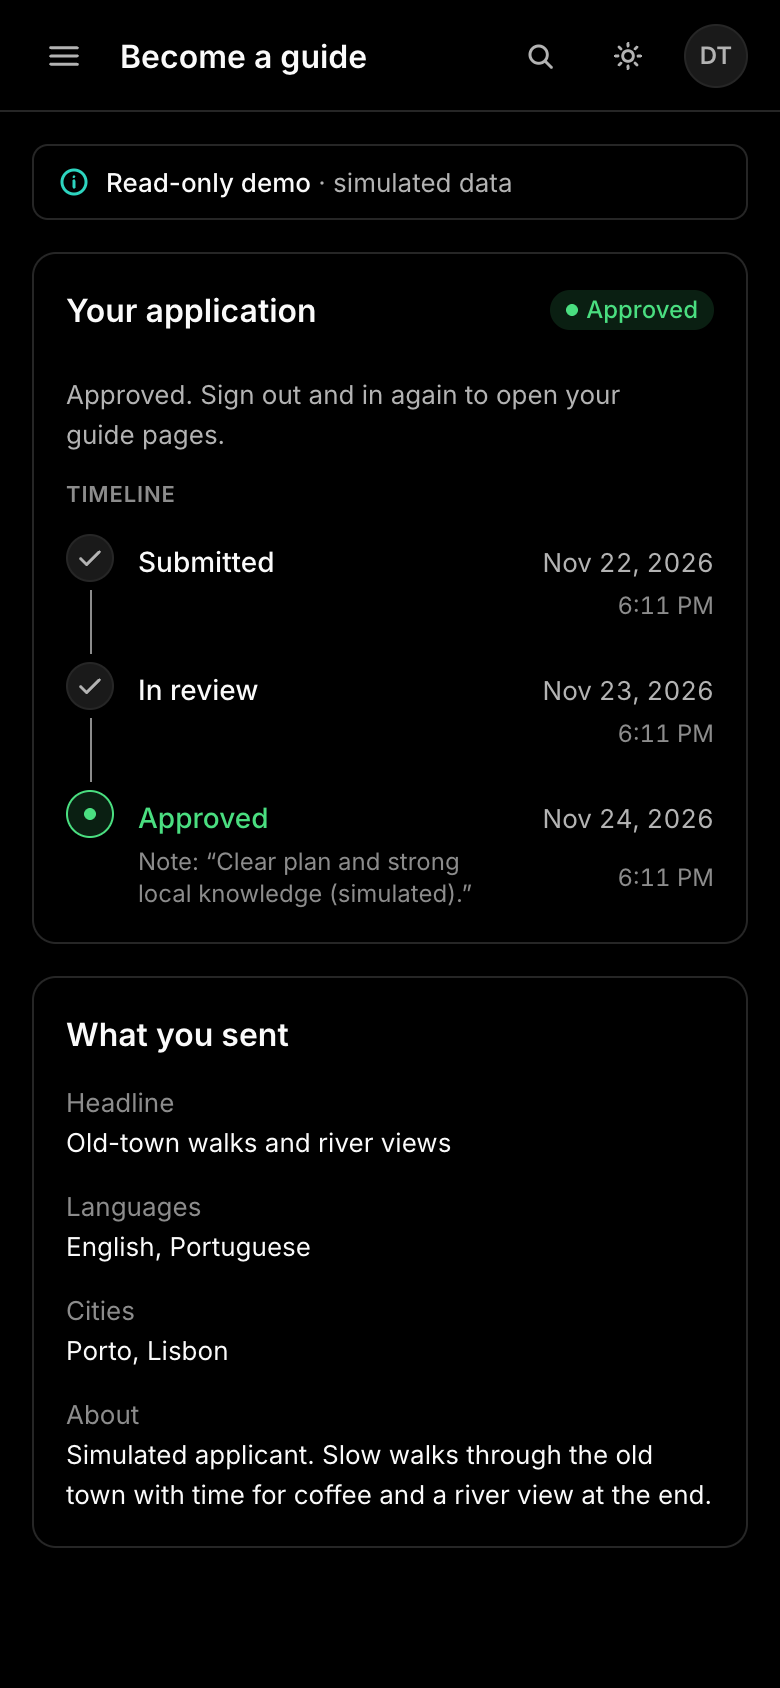 Become a guide
DT
Read-only demo · simulated data
Your application
Approved
Approved. Sign out and in again to open your
guide pages.
TIMELINE
Submitted
Nov 22, 2026
6:11 PM
In review
Nov 23, 2026
6:11 PM
Approved
Nov 24, 2026
Note: “Clear plan and strong
local knowledge (simulated).”
6:11 PM
What you sent
Headline
Old-town walks and river views
Languages
English, Portuguese
Cities
Porto, Lisbon
About
Simulated applicant. Slow walks through the old
town with time for coffee and a river view at the end.